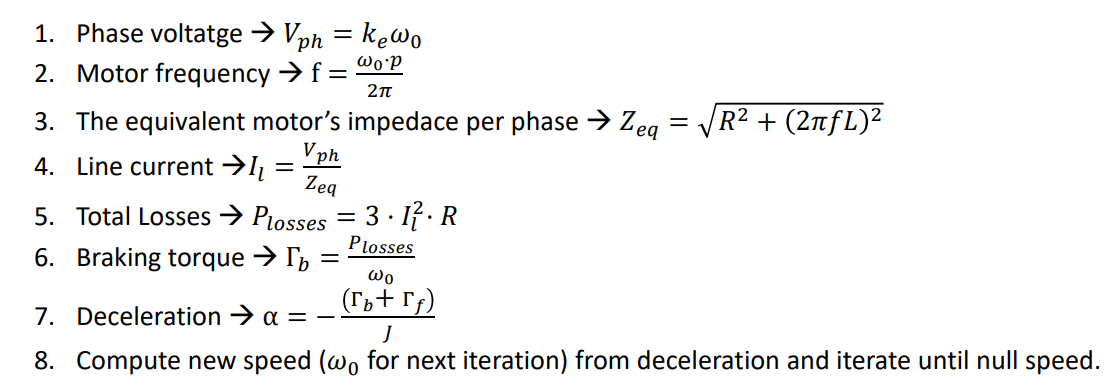 1. Phase voltatge → V_ph = k_e ω_0
2. Motor frequency → f = (ω_0·p)/(2π)
3. The equivalent motor's impedace per phase → Z_eq = √(R² + (2πfL)²)
4. Line current → I_l = V_ph/Z_eq
5. Total Losses → P_losses = 3 · I_l² · R
6. Braking torque → Γ_b = P_losses/ω_0
7. Deceleration → α = −(Γ_b + Γ_f)/J
8. Compute new speed (ω_0 for next iteration) from deceleration and iterate until null speed.